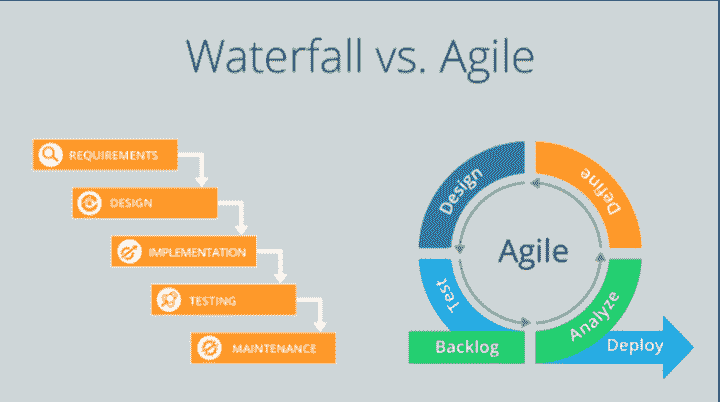 Waterfall vs. Agile
REQUIREMENTS
DESIGN
IMPLEMENTATION
TESTING
MAINTENANCE
Design
Define
Agile
Test
Analyze
Backlog
Deploy